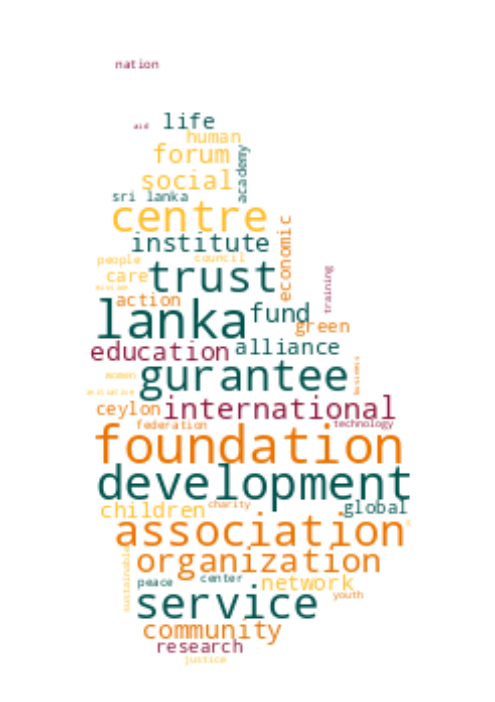 nation
aid
life
human
forum
academy
social
sri lanka
centre
institute
economic
people
council
care
trust
training
mission
action
lanka
fund
green
education
alliance
business
women
gurantee
initiative
ceylon
international
federation
technology
foundation
development
children
charity
global
association
organization
sustainable
peace
center
network
service
youth
community
research
justice